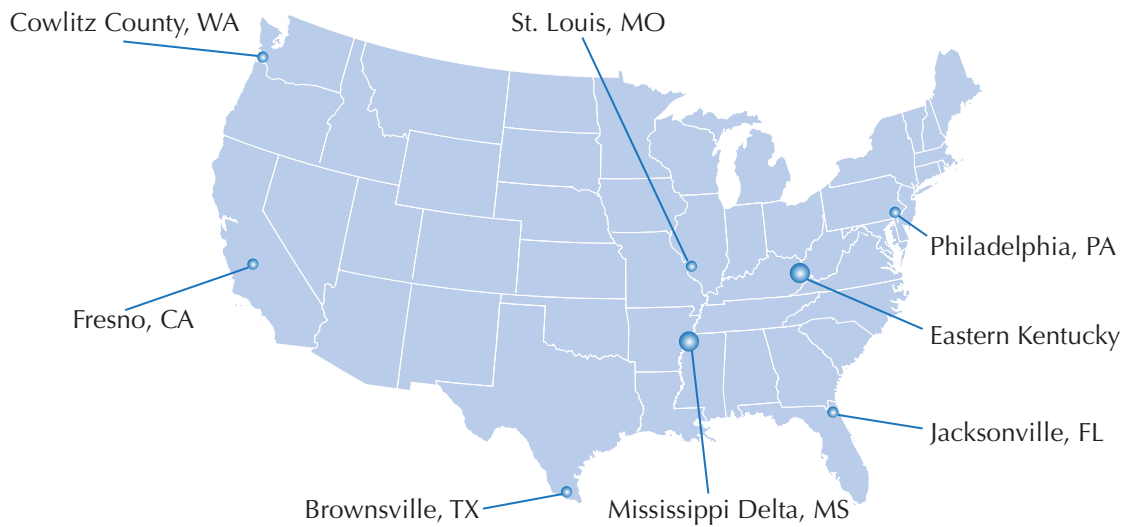 Cowlitz County, WA
St. Louis, MO
Philadelphia, PA
Fresno, CA
Eastern Kentucky
Jacksonville, FL
Brownsville, TX
Mississippi Delta, MS